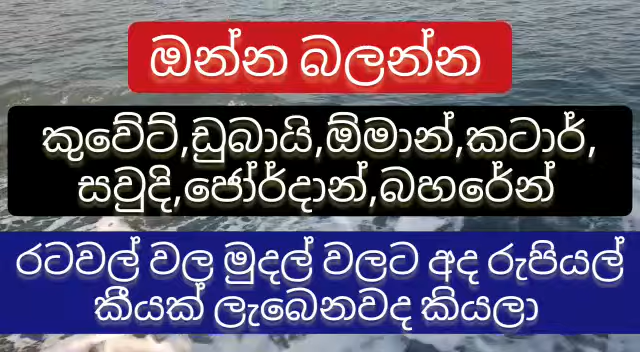 ඔන්න බලන්න
කුවේට්,ඩුබායි,ඕමාන්,කටාර්,
සවුදි,ජෝර්දාන්,බහරේන්
රටවල් වල මුදල් වලට අද රුපියල්
කීයක් ලැබෙනවද කියලා